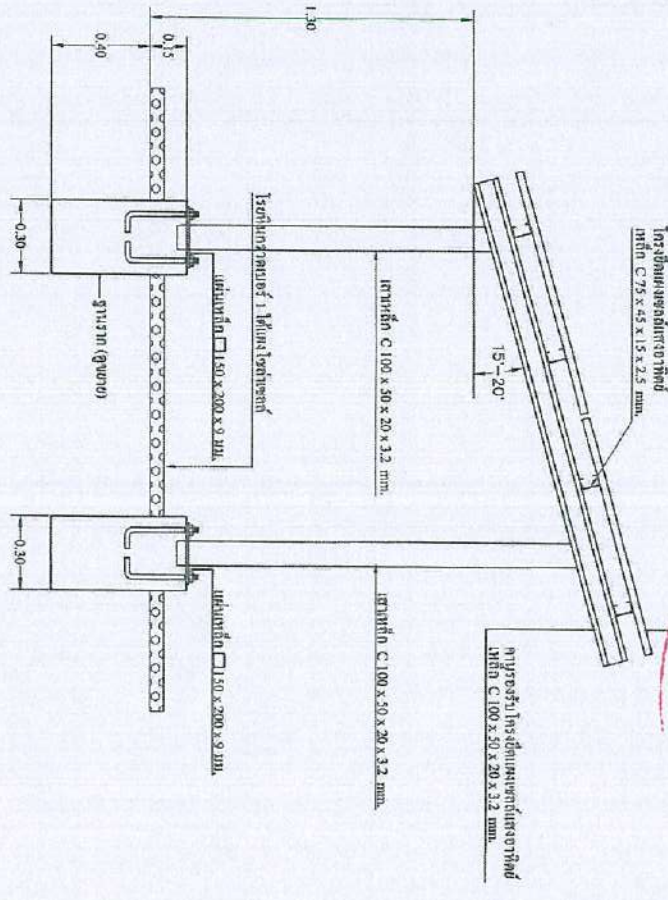 โครงยึดแผงเซลล์แสงอาทิตย์
เหล็ก C 75 x 45 x 15 x 2.5 mm.
คานรองรับโครงยึดแผงเซลล์แสงอาทิตย์
เหล็ก C 100 x 50 x 20 x 3.2 mm.
15°-20°
1.30
เสาเหล็ก C 100 x 50 x 20 x 3.2 mm.
เสาเหล็ก C 100 x 50 x 20 x 3.2 mm.
แผ่นเหล็ก 150 x 200 x 9 มม.
แผ่นเหล็ก 150 x 200 x 9 มม.
0.15
0.40
ฐานราก (ดูขยาย)
0.30
0.30